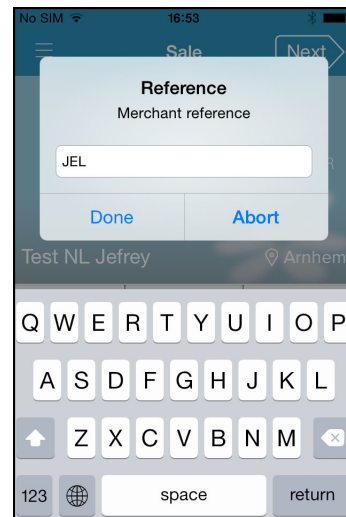 No SIM 16:53
Sale Next
Reference
Merchant reference
JEL
R
Done Abort
Test NL Jefrey Arnhem
Q W E R T Y U I O P
A S D F G H J K L
Z X C V B N M
123 space return